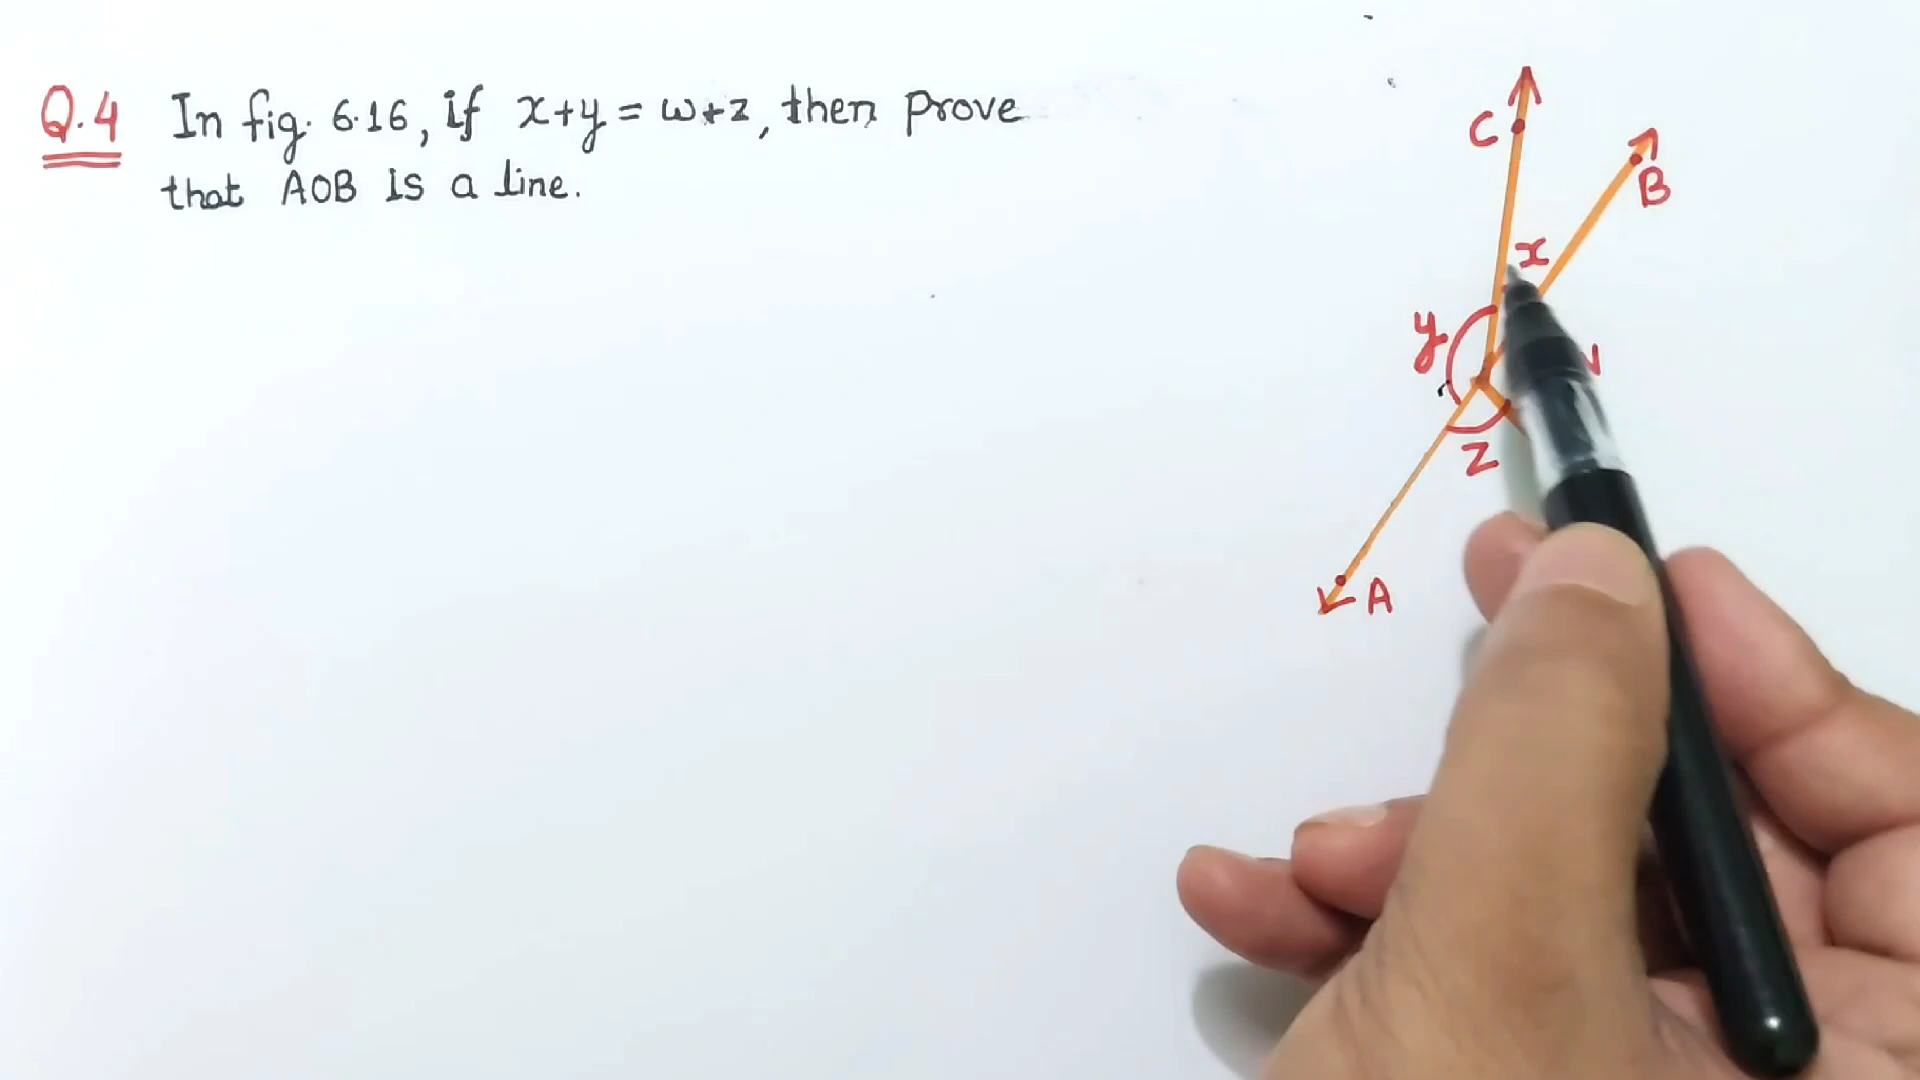 Q.4 In fig. 6.16, if x+y = w+z, then prove
that AOB is a line.
C
B
x
y
z
A